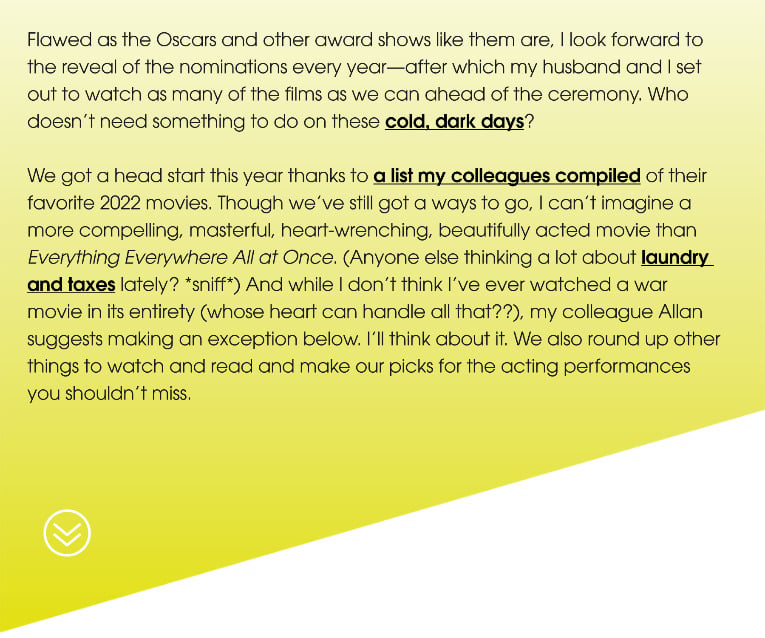 Flawed as the Oscars and other award shows like them are, I look forward to
the reveal of the nominations every year—after which my husband and I set
out to watch as many of the films as we can ahead of the ceremony. Who
doesn’t need something to do on these cold, dark days?
We got a head start this year thanks to a list my colleagues compiled of their
favorite 2022 movies. Though we’ve still got a ways to go, I can’t imagine a
more compelling, masterful, heart-wrenching, beautifully acted movie than
Everything Everywhere All at Once. (Anyone else thinking a lot about laundry
and taxes lately? *sniff*) And while I don’t think I’ve ever watched a war
movie in its entirety (whose heart can handle all that??), my colleague Allan
suggests making an exception below. I’ll think about it. We also round up other
things to watch and read and make our picks for the acting performances
you shouldn’t miss.